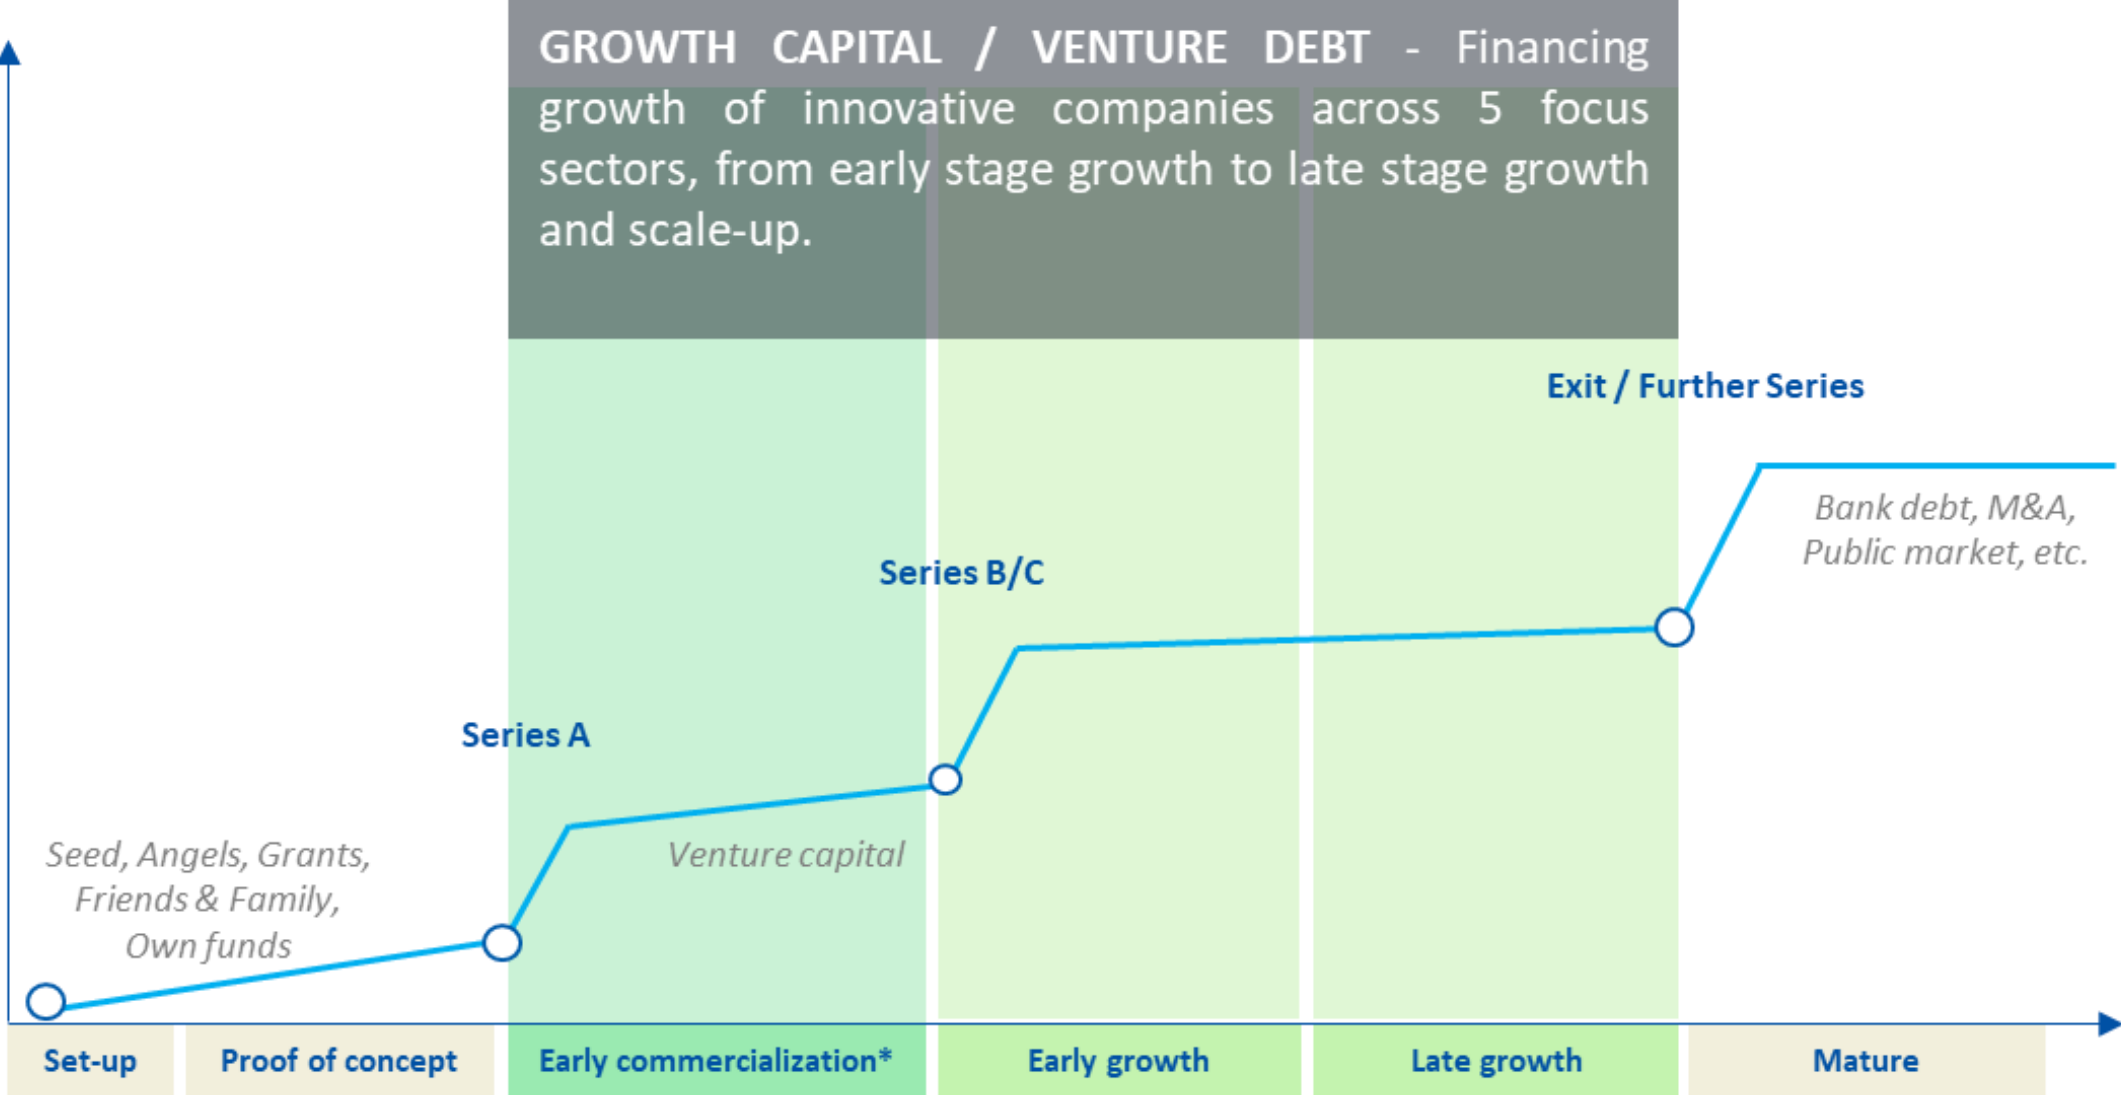 GROWTH CAPITAL / VENTURE DEBT - Financing
growth of innovative companies across 5 focus
sectors, from early stage growth to late stage growth
and scale-up.
Exit / Further Series
Bank debt, M&A,
Public market, etc.
Series B/C
Series A
Venture capital
Seed, Angels, Grants,
Friends & Family,
Own funds
Set-up
Proof of concept
Early commercialization*
Early growth
Late growth
Mature